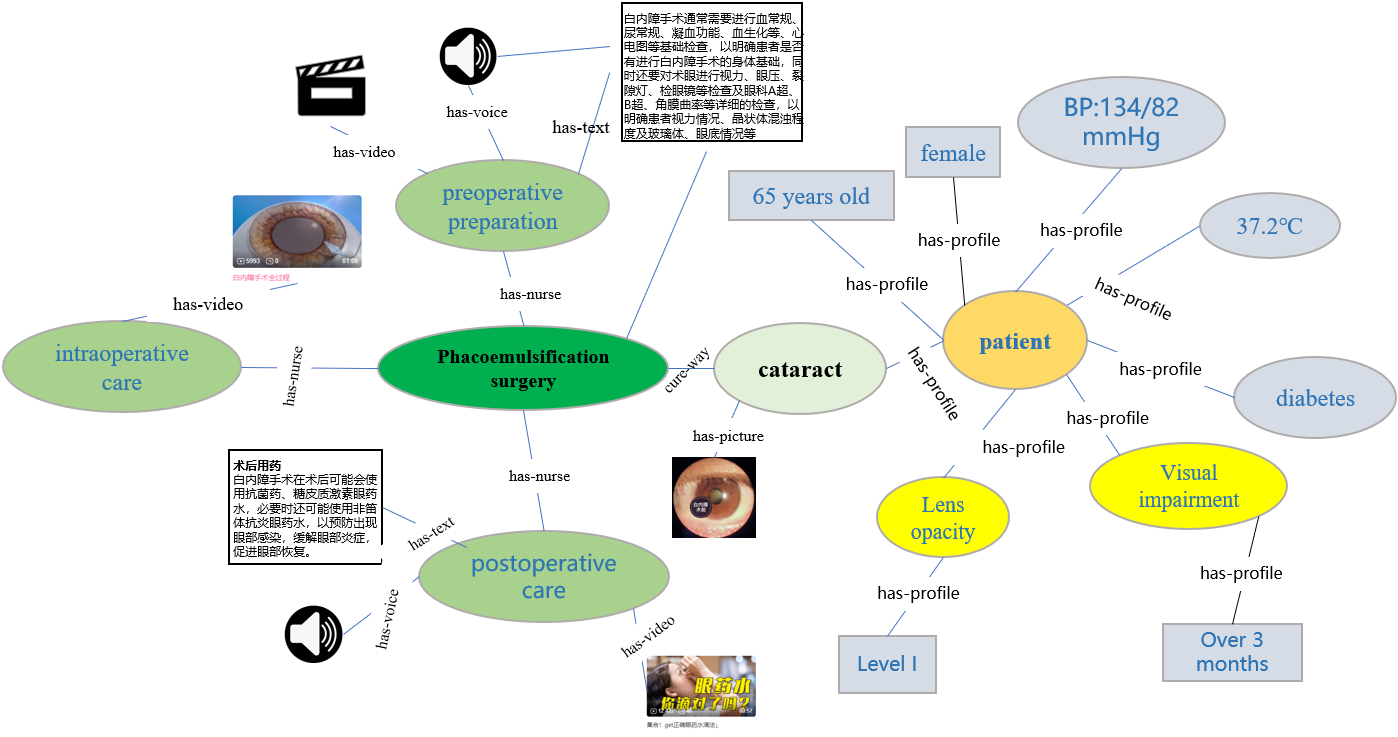 白内障手术通常需要进行血常规、
尿常规、凝血功能、血生化等、心
电图等基础检查，以明确患者是否
有进行白内障手术的身体基础，同
时还要对术眼进行视力、眼压、裂
隙灯、检眼镜等检查及眼科A超、
B超、角膜曲率等详细的检查，以
明确患者视力情况、晶状体混浊程
度及玻璃体、眼底情况等
has-voice
has-text
has-video
preoperative
preparation
BP:134/82
mmHg
female
65 years old
37.2℃
has-profile
has-profile
has-profile
has-profile
5993
0
01:00
白内障手术全过程
has-video
has-nurse
intraoperative
care
has-nurse
Phacoemulsification
surgery
cure-way
cataract
has-profile
patient
has-profile
diabetes
has-picture
白内障
术前
has-profile
has-profile
Lens
opacity
Visual
impairment
has-nurse
术后用药
白内障手术在术后可能会使
用抗菌药、糖皮质激素眼药
水，必要时还可能使用非甾
体抗炎眼药水，以预防出现
眼部感染，缓解眼部炎症，
促进眼部恢复。
has-text
postoperative
care
has-voice
has-video
has-profile
has-profile
Level I
Over 3
months
眼药水
你滴对了吗？
00:57
集合！get正确眼药水滴法」